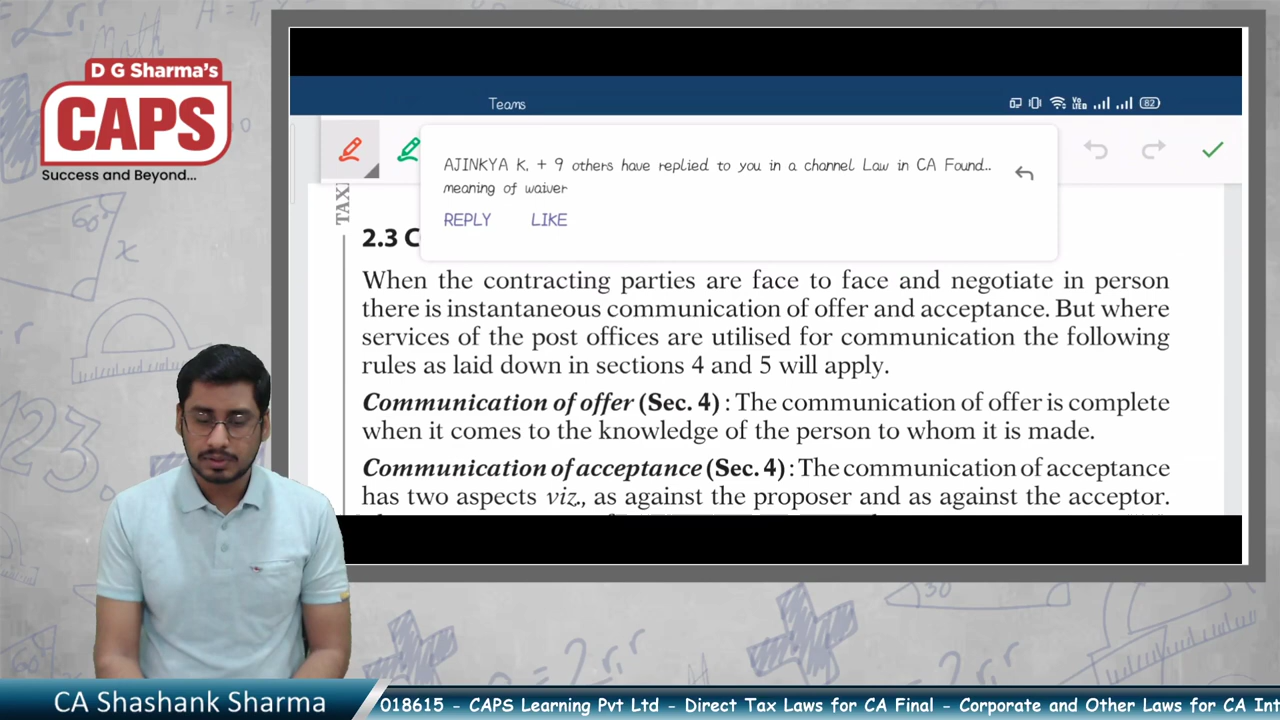 D G Sharma's
CAPS
Success and Beyond...
Teams
82
AJINKYA K. + 9 others have replied to you in a channel Law in CA Found..
meaning of waiver
REPLY LIKE
TAX
2.3 C
When the contracting parties are face to face and negotiate in person
there is instantaneous communication of offer and acceptance. But where
services of the post offices are utilised for communication the following
rules as laid down in sections 4 and 5 will apply.
Communication of offer (Sec. 4) : The communication of offer is complete
when it comes to the knowledge of the person to whom it is made.
Communication of acceptance (Sec. 4) : The communication of acceptance
has two aspects viz., as against the proposer and as against the acceptor.
CA Shashank Sharma
018615 - CAPS Learning Pvt Ltd - Direct Tax Laws for CA Final - Corporate and Other Laws for CA Int